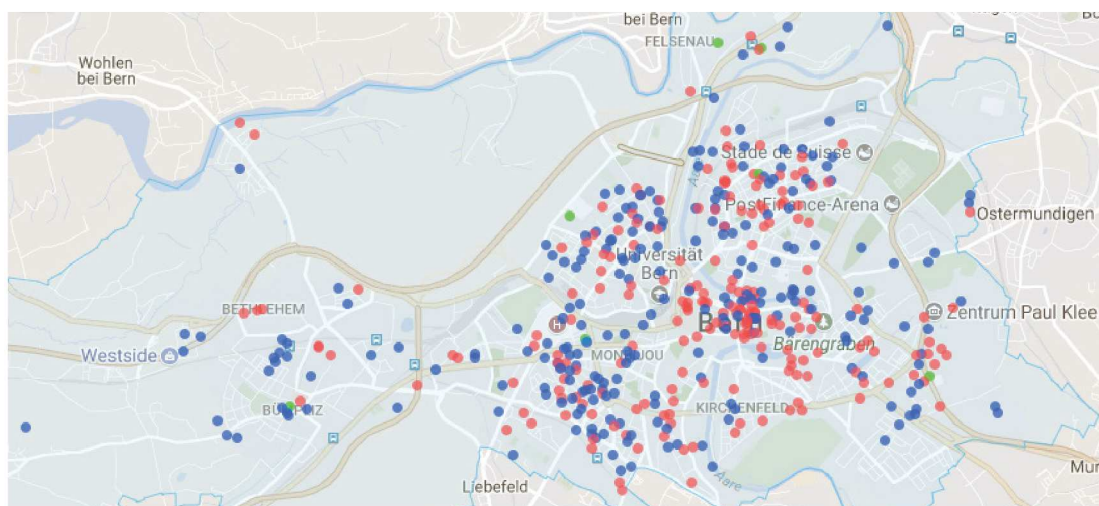 bei Bern
FELSENAU
Wohlen
bei Bern
Stade de Suisse
PostFinance-Arena
Ostermundigen
Universität
Bern
BETHLEHEM
H
Bern
Zentrum Paul Klee
Westside
MONBIJOU
Bärengraben
KIRCHENFELD
BÜMPLIZ
Liebefeld
Aare
Mur